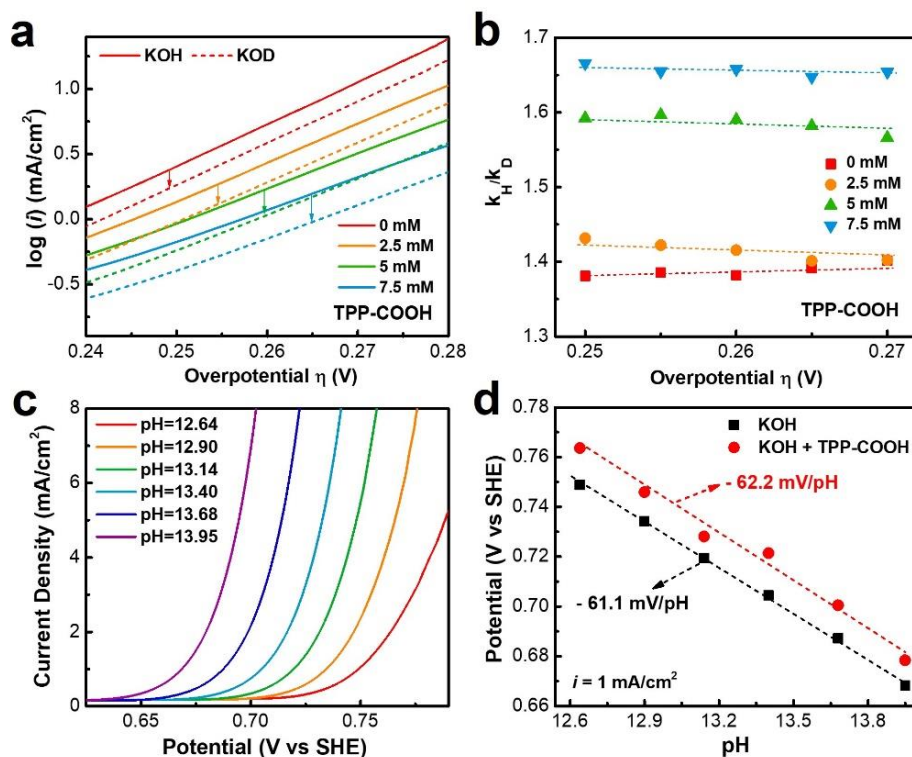 a
KOH
KOD
log (i) (mA/cm²)
1.0
0.5
0.0
-0.5
0 mM
2.5 mM
5 mM
7.5 mM
TPP-COOH
0.24
0.25
0.26
0.27
0.28
Overpotential η (V)
b
kH/kD
1.7
1.6
1.5
1.4
1.3
0 mM
2.5 mM
5 mM
7.5 mM
TPP-COOH
0.25
0.26
0.27
Overpotential η (V)
c
Current Density (mA/cm²)
8
6
4
2
0
pH=12.64
pH=12.90
pH=13.14
pH=13.40
pH=13.68
pH=13.95
0.65
0.70
0.75
Potential (V vs SHE)
d
Potential (V vs SHE)
0.78
0.76
0.74
0.72
0.70
0.68
0.66
KOH
KOH + TPP-COOH
- 62.2 mV/pH
- 61.1 mV/pH
i = 1 mA/cm²
12.6
12.9
13.2
13.5
13.8
pH